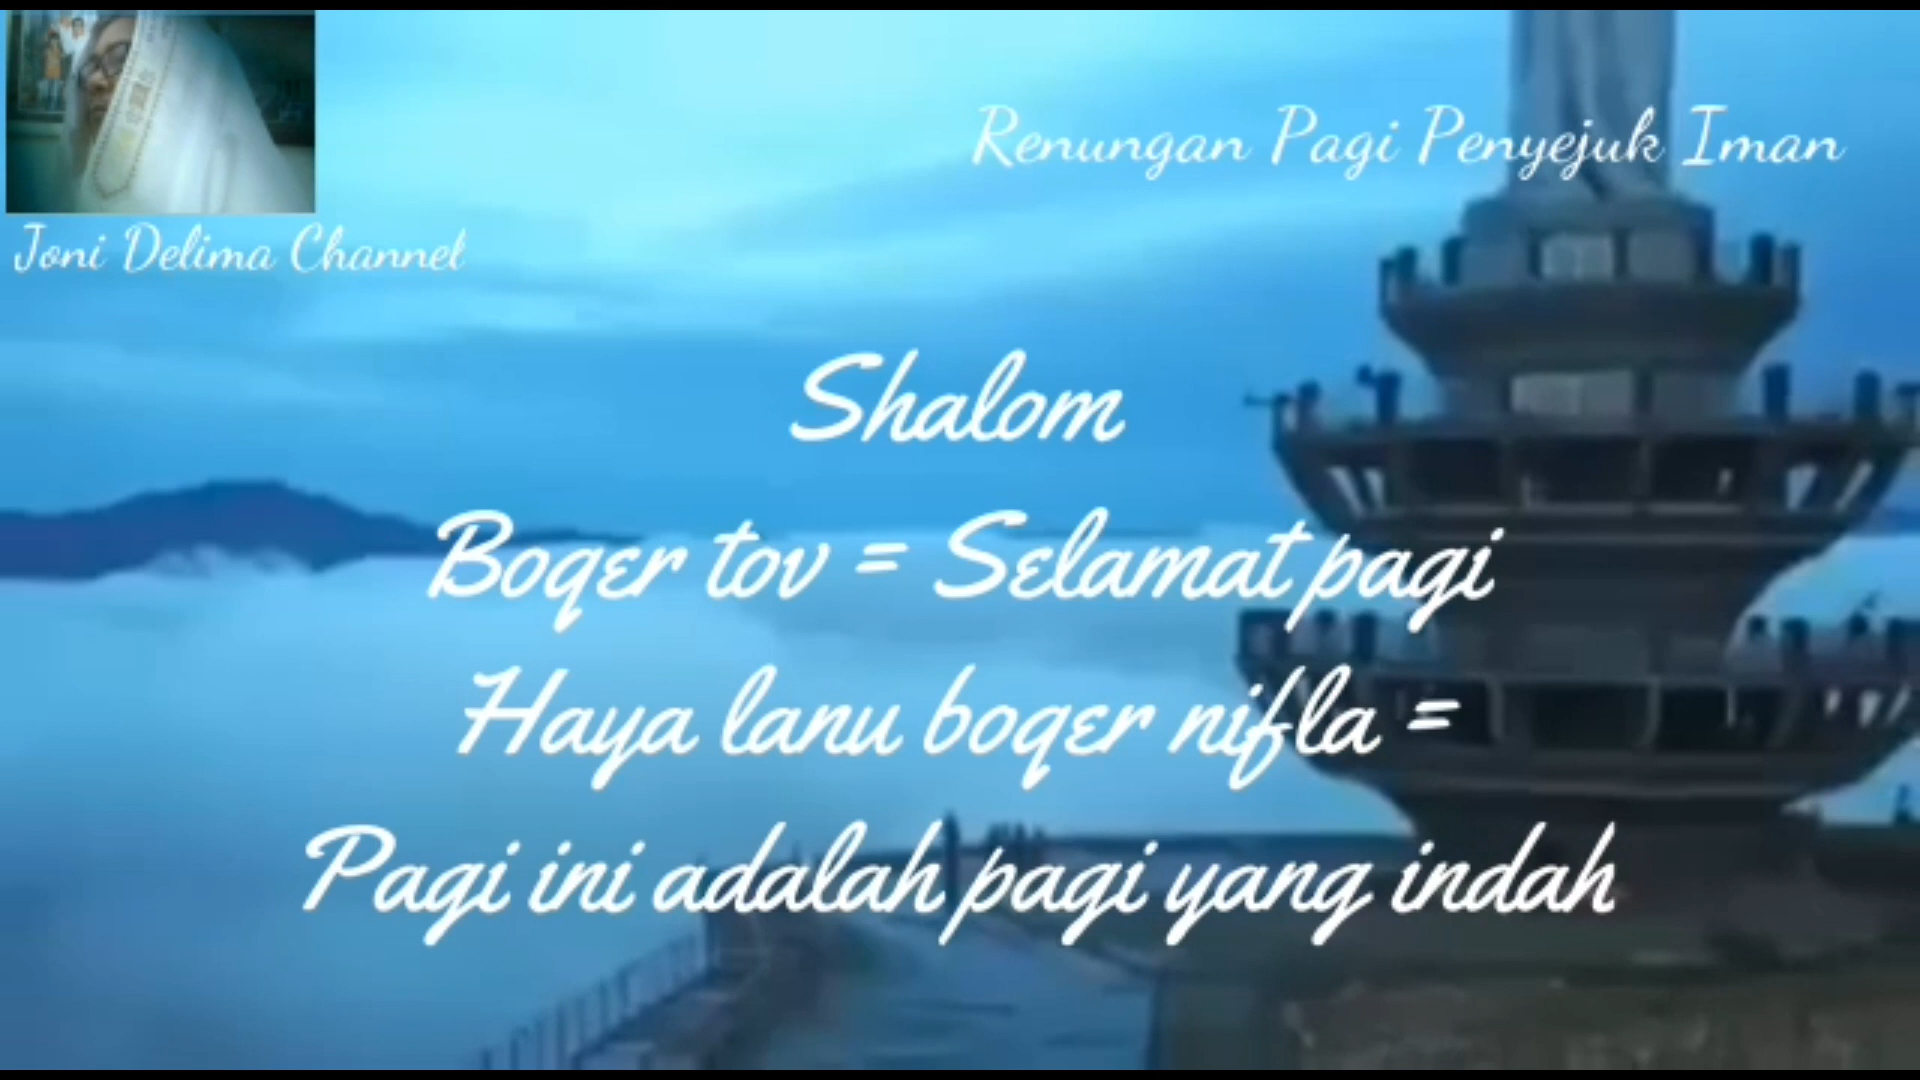 Renungan Pagi Penyejuk Iman
Joni Delima Channel
Shalom
Boqer tov = Selamat pagi
Haya lanu boqer nifla =
Pagi ini adalah pagi yang indah